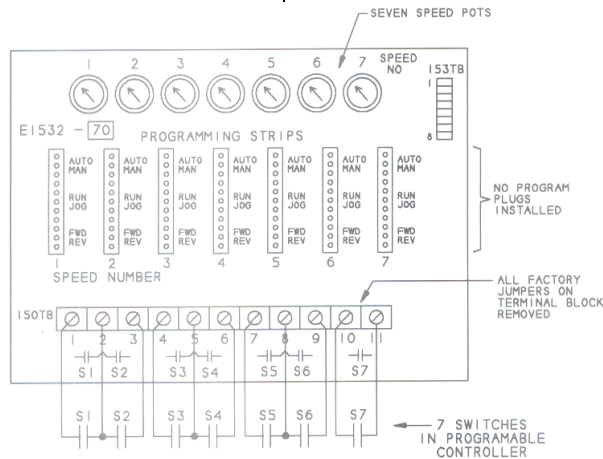 SEVEN SPEED POTS
1 2 3 4 5 6 7 SPEED NO
153TB
1
8
E1532 - 70
PROGRAMMING STRIPS
AUTO AUTO AUTO AUTO AUTO AUTO AUTO
MAN MAN MAN MAN MAN MAN MAN
RUN RUN RUN RUN RUN RUN RUN
JOG JOG JOG JOG JOG JOG JOG
FWD FWD FWD FWD FWD FWD FWD
REV REV REV REV REV REV REV
1 2 3 4 5 6 7
SPEED NUMBER
NO PROGRAM
PLUGS
INSTALLED
ALL FACTORY
JUMPERS ON
TERMINAL BLOCK
REMOVED
150TB
1 2 3 4 5 6 7 8 9 10 11
S1 S2 S3 S4 S5 S6 S7
S1 S2 S3 S4 S5 S6 S7
7 SWITCHES
IN PROGRAMABLE
CONTROLLER